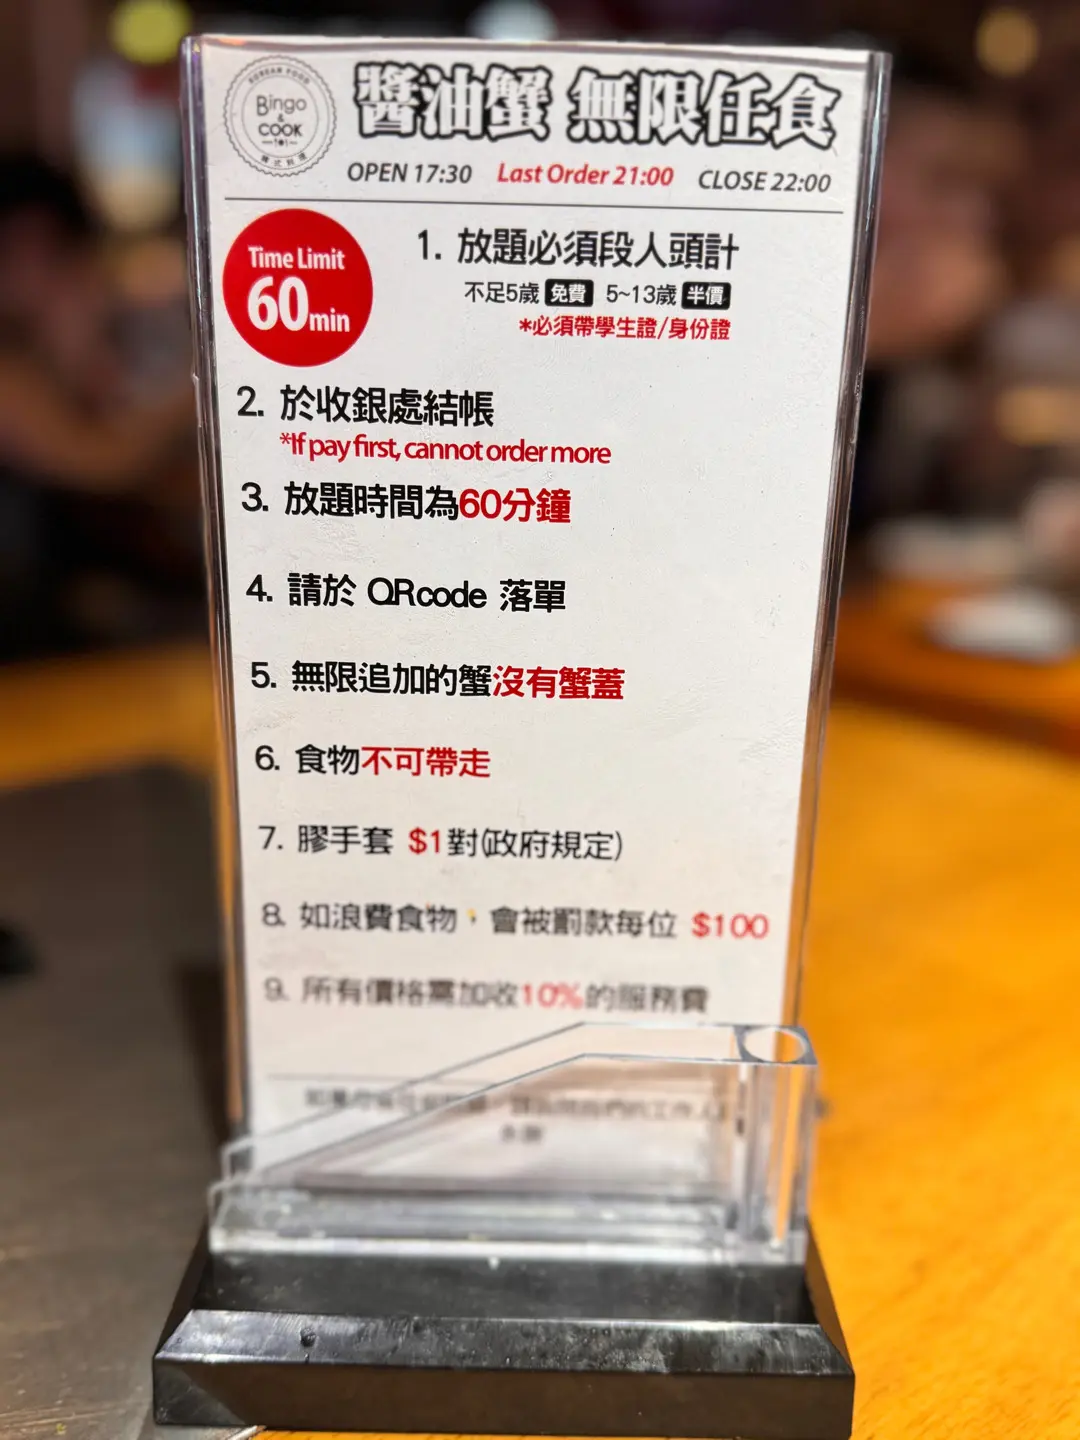 KOREAN FOOD
Bingo
&
COOK
韓式料理
醬油蟹 無限任食
OPEN 17:30 Last Order 21:00 CLOSE 22:00
Time Limit
60min
1. 放題必須段人頭計
不足5歲 免費 5~13歲 半價
*必須帶學生證/身份證
2. 於收銀處結帳
*If pay first, cannot order more
3. 放題時間為60分鐘
4. 請於 QRcode 落單
5. 無限追加的蟹沒有蟹蓋
6. 食物不可帶走
7. 膠手套 $1對(政府規定)
8. 如浪費食物，會被罰款每位 $100
9. 所有價格需加收10%的服務費